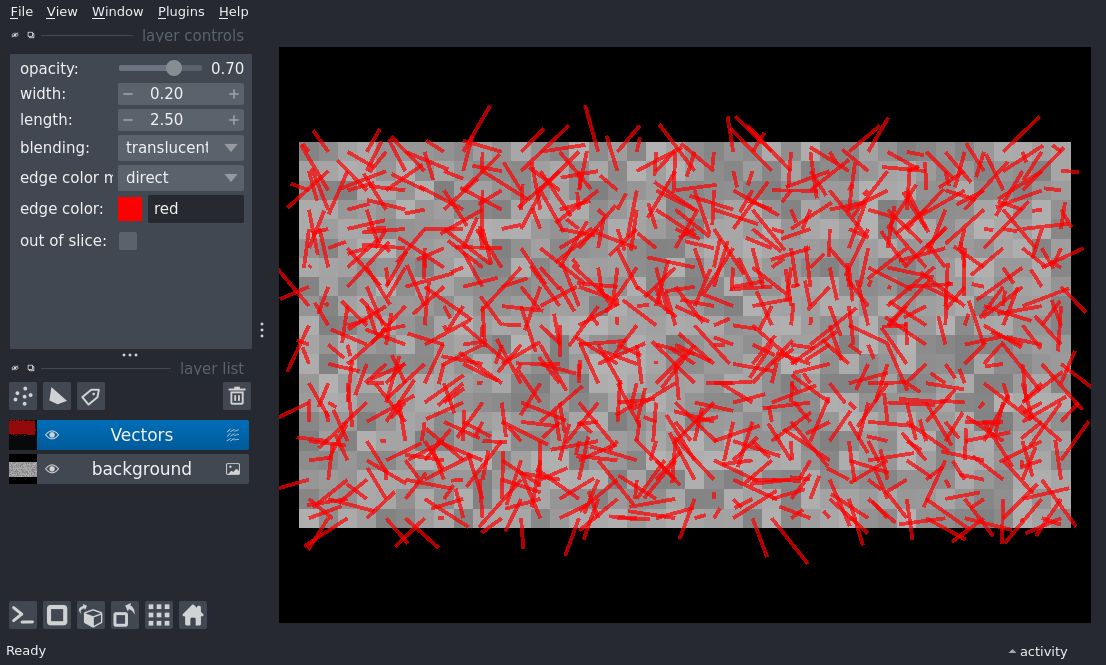 File View Window Plugins Help
layer controls
opacity: 0.70
width: 0.20
length: 2.50
blending: translucent
edge color m direct
edge color: red
out of slice:
layer list
Vectors
background
Ready
activity